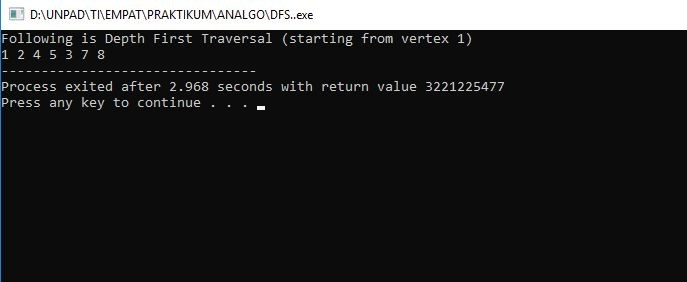 D:\UNPAD\TI\EMPAT\PRAKTIKUM\ANALGO\DFS..exe
Following is Depth First Traversal (starting from vertex 1)
1 2 4 5 3 7 8
--------------------------------
Process exited after 2.968 seconds with return value 3221225477
Press any key to continue . . .